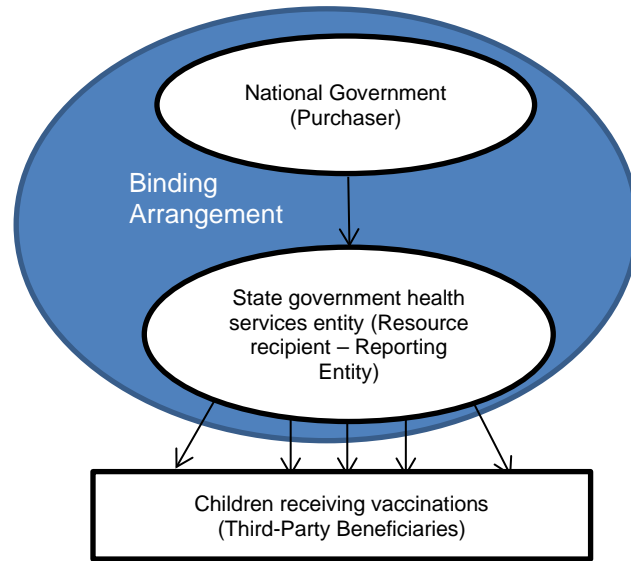 National Government
(Purchaser)
Binding
Arrangement
State government health
services entity (Resource
recipient – Reporting
Entity)
Children receiving vaccinations
(Third-Party Beneficiaries)